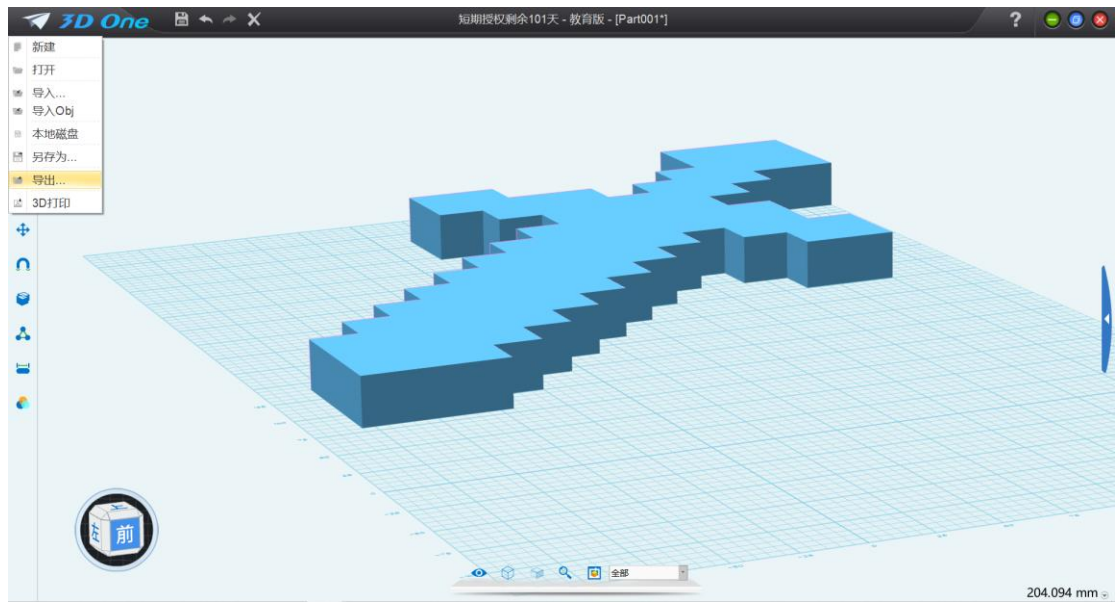 3D One
短期授权剩余101天 - 教育版 - [Part001*]
?
新建
打开
导入...
导入Obj
本地磁盘
另存为...
导出...
3D打印
上
左
前
全部
204.094 mm